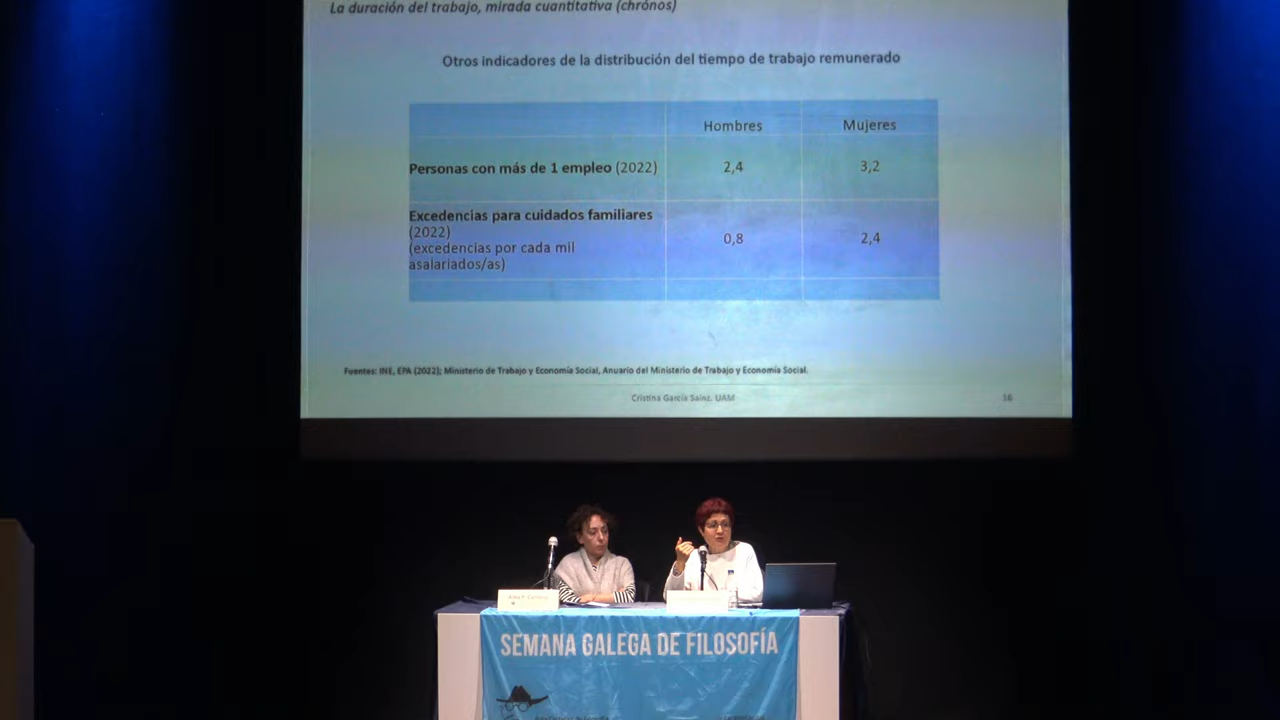 La duración del trabajo, mirada cuantitativa (chrónos)
Otros indicadores de la distribución del tiempo de trabajo remunerado
Hombres Mujeres
Personas con más de 1 empleo (2022) 2,4 3,2
Excedencias para cuidados familiares
(2022)
(excedencias por cada mil
asalariados/as)
0,8 2,4
Fuentes: INE, EPA (2022); Ministerio de Trabajo y Economía Social, Anuario del Ministerio de Trabajo y Economía Social.
Cristina García Sainz. UAM 16
SEMANA GALEGA DE FILOSOFÍA